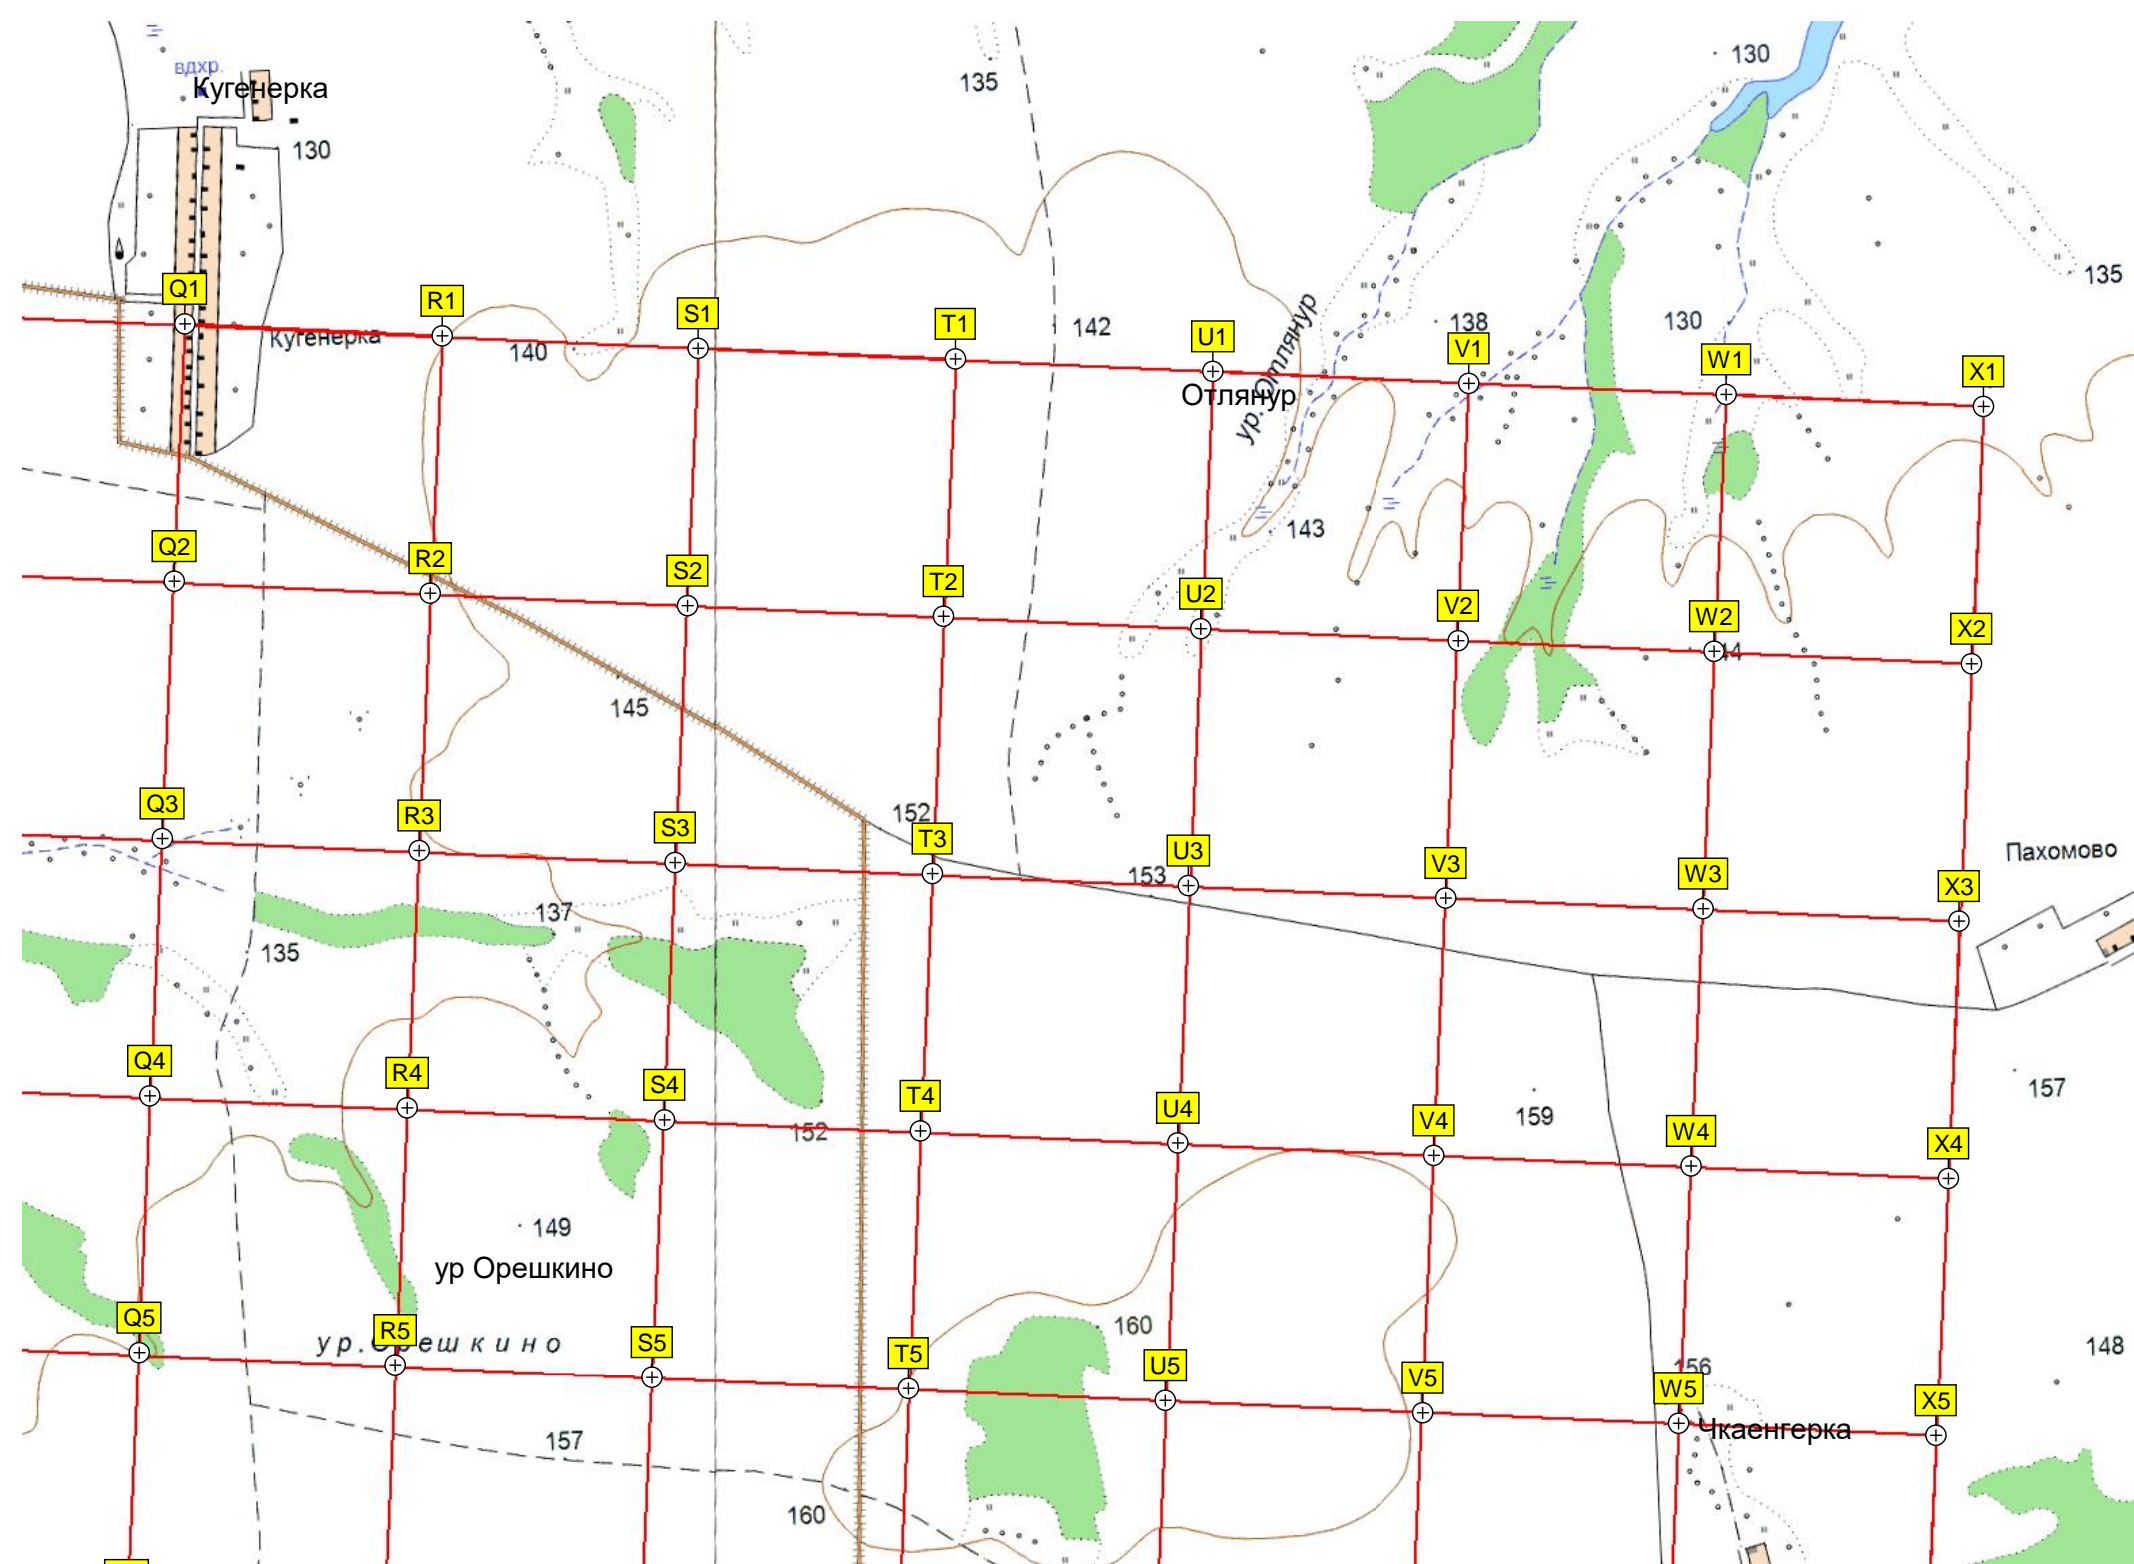 130
135
вдхр.
Кугенерка
130
135
Q1
R1
S1
T1
142
U1
138
130
V1
W1
X1
Кугенерка
140
ур. Отлянур
Отлянур
143
Q2
R2
S2
T2
U2
V2
W2
X2
145
Q3
R3
S3
152
T3
153
U3
V3
W3
X3
Пахомово
137
135
Q4
R4
S4
T4
U4
V4
W4
X4
152
159
157
149
ур Орешкино
160
148
Q5
R5
ур.Орешкино
S5
T5
U5
V5
156
W5
X5
Чкаенгерка
157
160